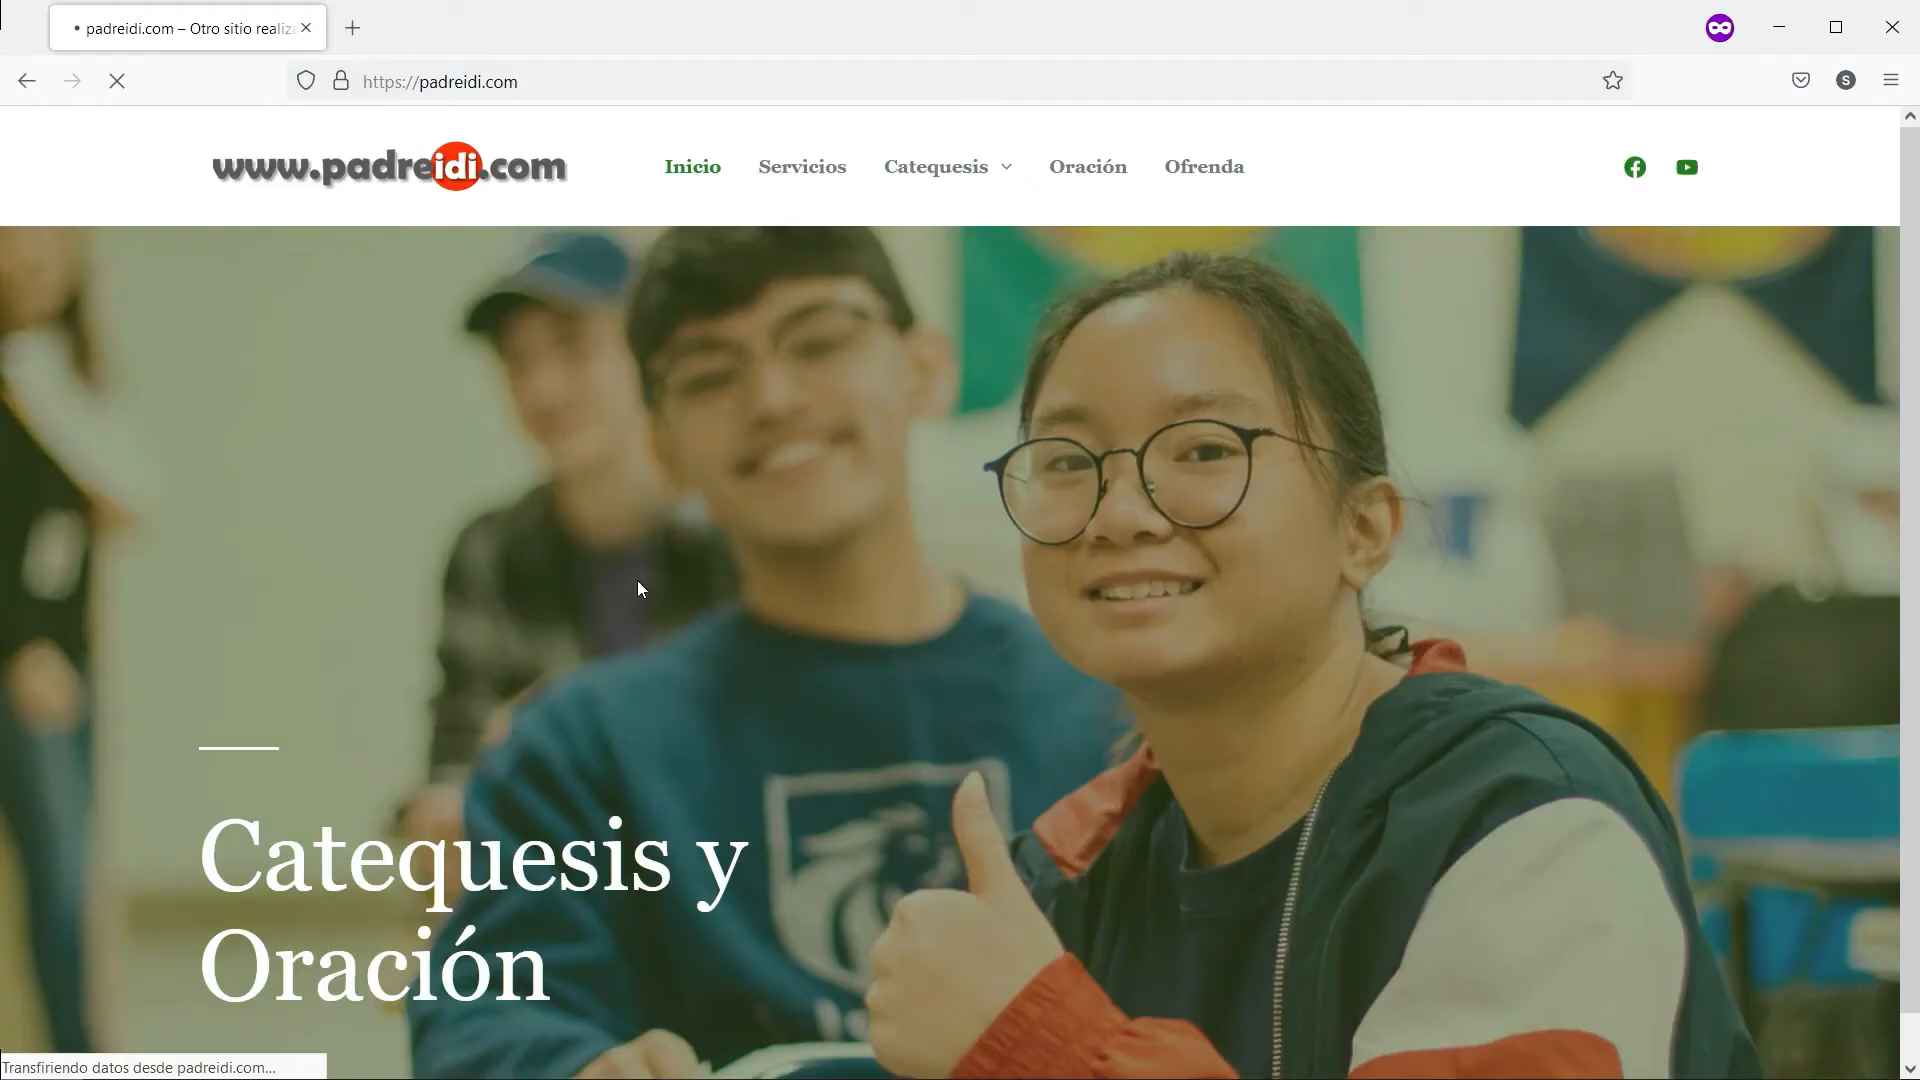 padreidi.com – Otro sitio realiz
https://padreidi.com
S
www.padreidi.com
Inicio
Servicios
Catequesis
Oración
Ofrenda
Catequesis y
Oración
Transfiriendo datos desde padreidi.com...